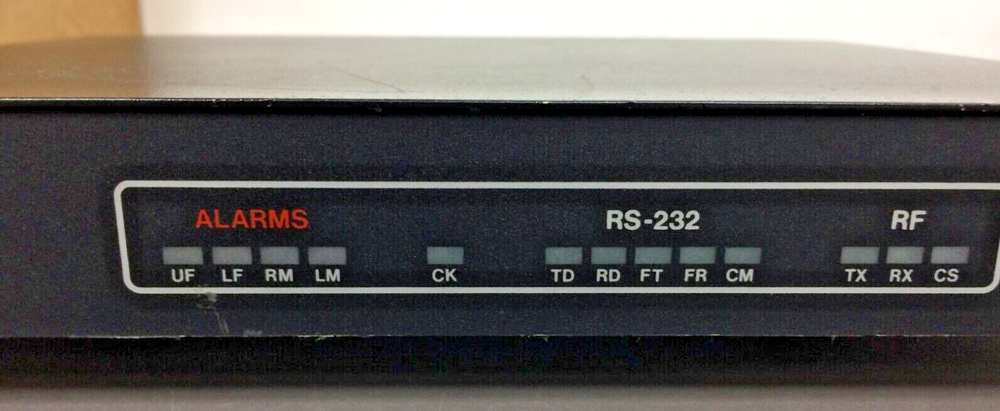 ALARMS RS-232 RF
UF LF RM LM CK TD RD FT FR CM TX RX CS